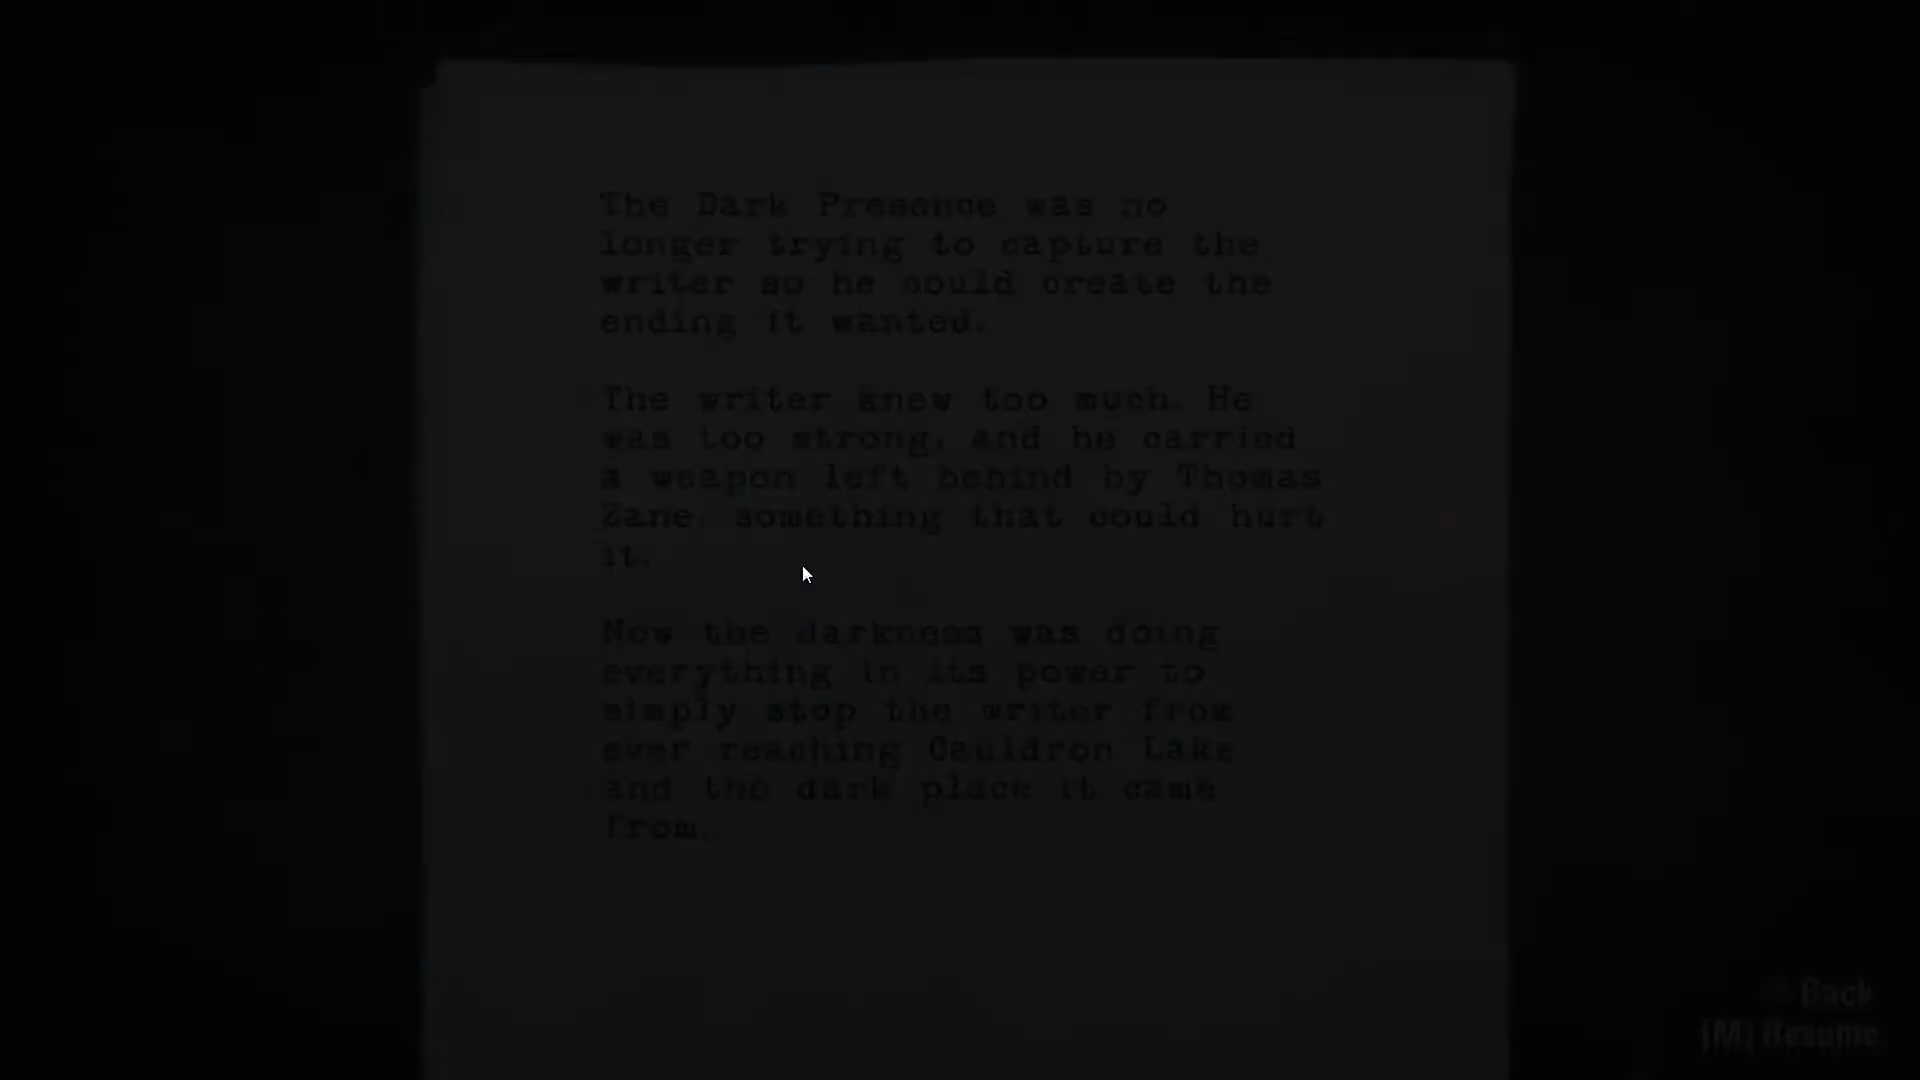 The Dark Presence was no
longer trying to capture the
writer so he could create the
ending it wanted.
The writer knew too much. He
was too strong, and he carried
a weapon left behind by Thomas
Zane, something that could hurt
it.
Now the darkness was doing
everything in its power to
simply stop the writer from
ever reaching Cauldron Lake
and the dark place it came
from.
Back
[M] Resume